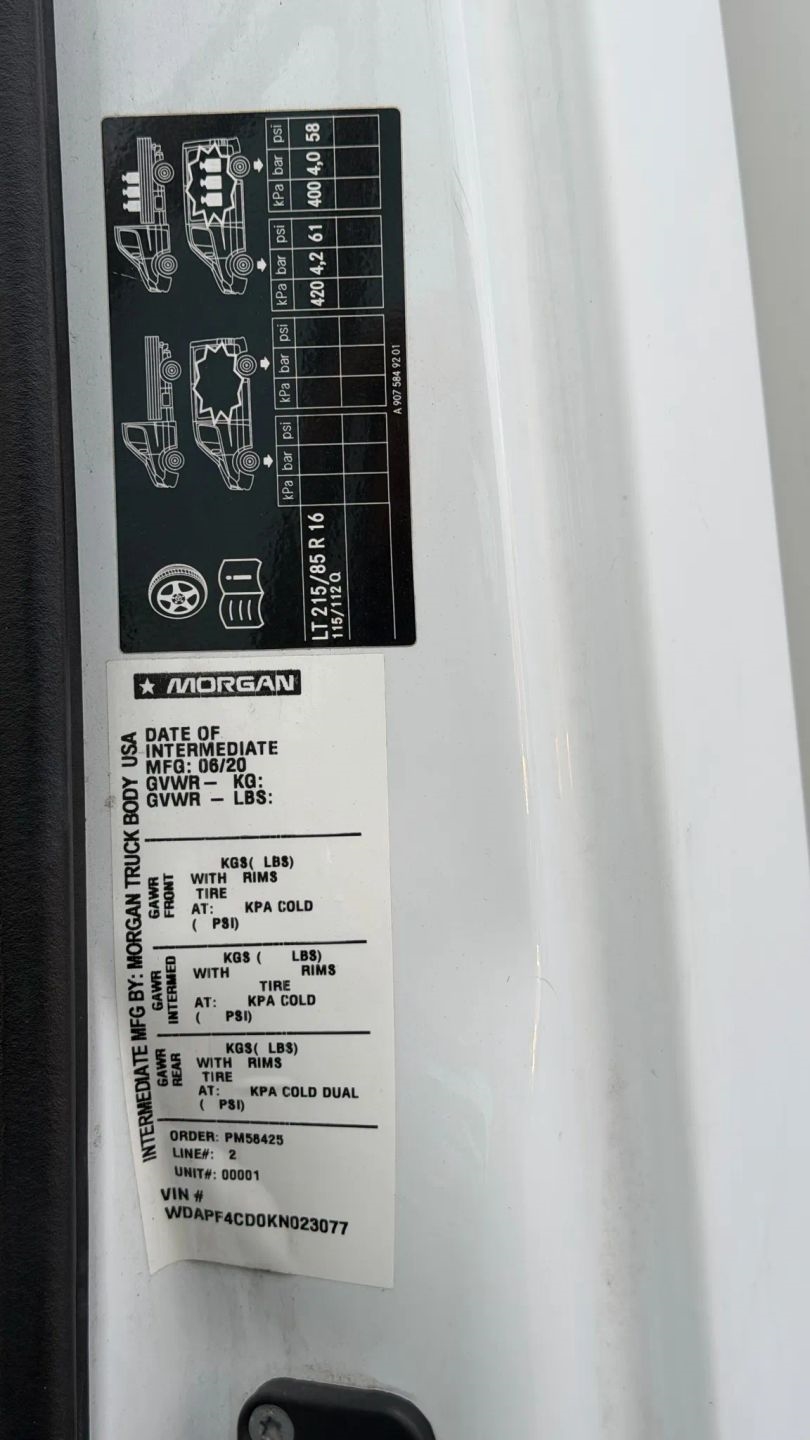 kPa bar psi kPa bar psi kPa bar psi kPa bar psi
LT 215/85 R 16 420 4,2 61 400 4,0 58
115/112 Q
A 907 584 92 01
MORGAN
INTERMEDIATE MFG BY: MORGAN TRUCK BODY USA
DATE OF
INTERMEDIATE
MFG: 06/20
GVWR – KG:
GVWR – LBS:
GAWR
FRONT
KGS( LBS)
WITH RIMS
TIRE
AT: KPA COLD
( PSI)
GAWR
INTERMED
KGS ( LBS)
WITH RIMS
TIRE
AT: KPA COLD
( PSI)
GAWR
REAR
KGS( LBS)
WITH RIMS
TIRE
AT: KPA COLD DUAL
( PSI)
ORDER: PM58425
LINE#: 2
UNIT#: 00001
VIN #
WDAPF4CD0KN023077